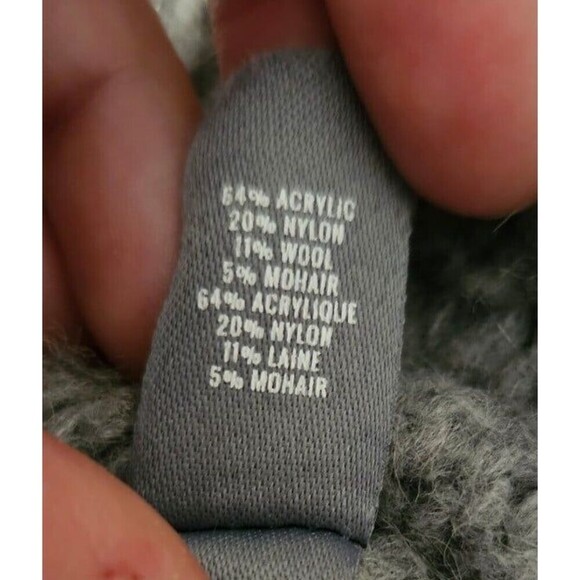 64% ACRYLIC
20% NYLON
11% WOOL
5% MOHAIR
64% ACRYLIQUE
20% NYLON
11% LAINE
5% MOHAIR